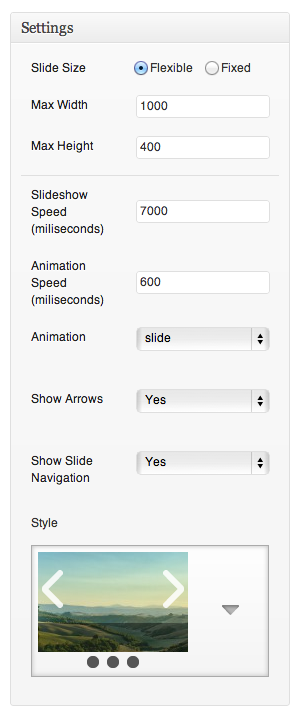 Settings
Slide Size Flexible Fixed
Max Width 1000
Max Height 400
Slideshow
Speed 7000
(miliseconds)
Animation
Speed 600
(miliseconds)
Animation slide
Show Arrows Yes
Show Slide Yes
Navigation
Style